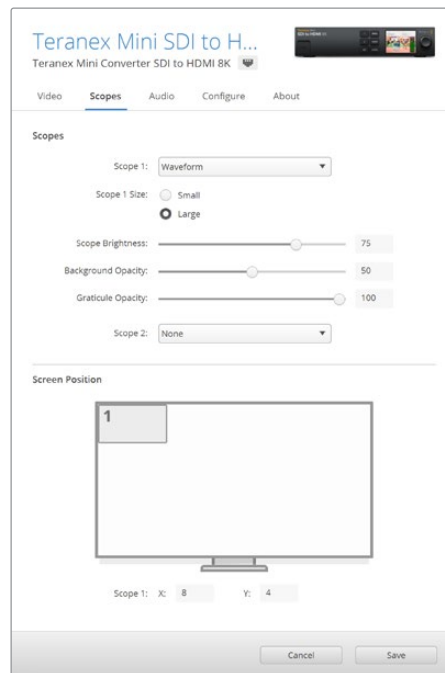 Teranex Mini SDI to H...
Teranex Mini Converter SDI to HDMI 8K
Video Scopes Audio Configure About
Scopes
Scope 1: Waveform
Scope 1 Size: Small
Large
Scope Brightness: 75
Background Opacity: 50
Graticule Opacity: 100
Scope 2: None
Screen Position
1
Scope 1: X: 8 Y: 4
Cancel Save